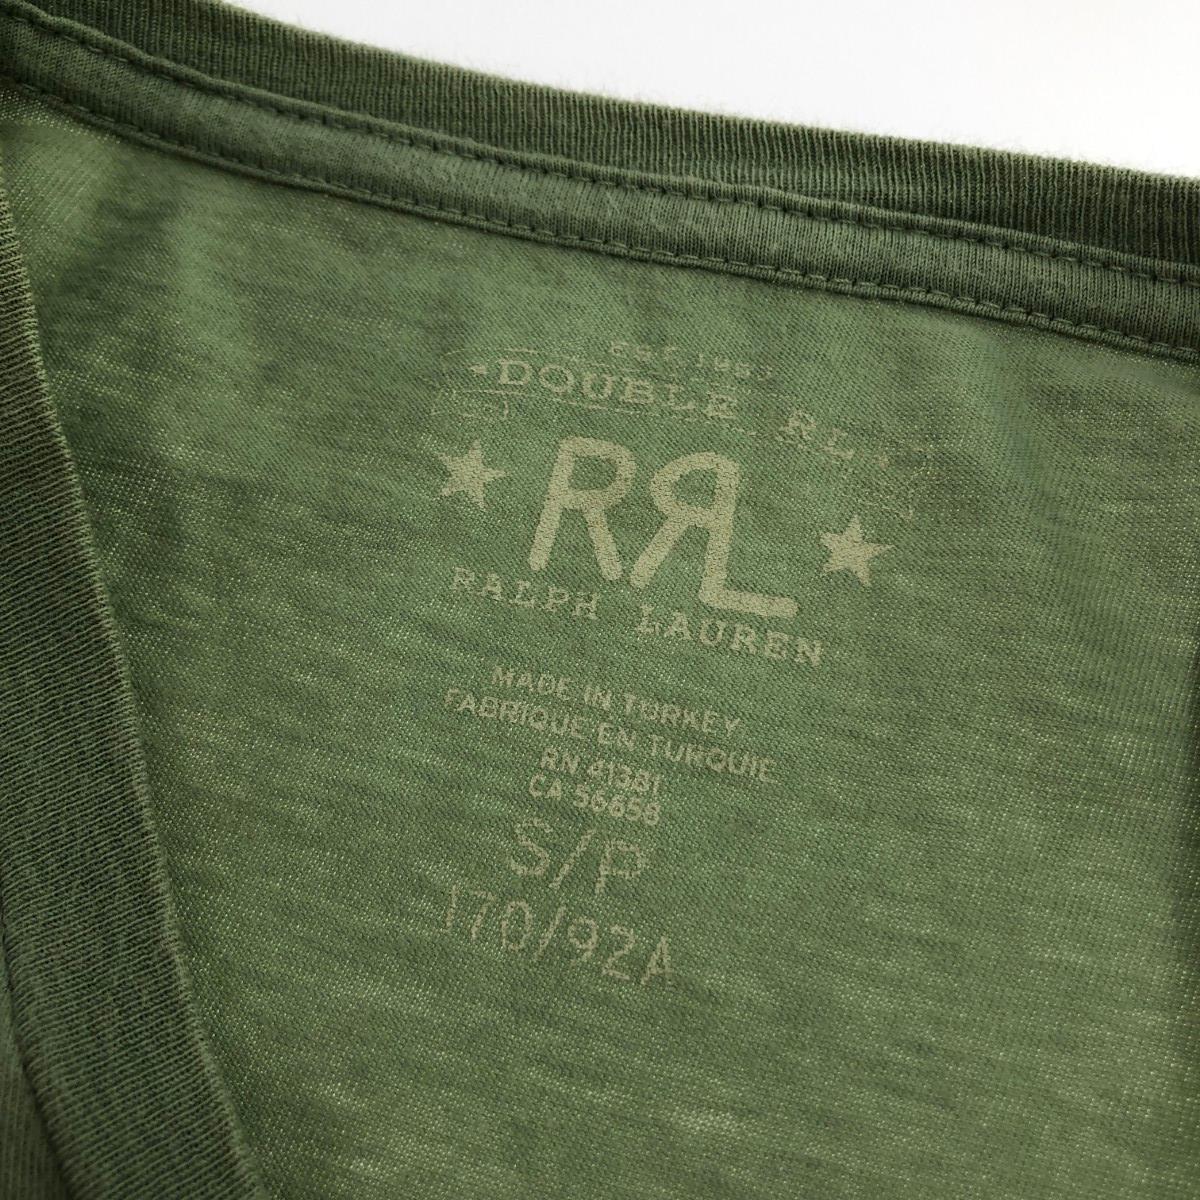 EST. 1993
DOUBLE RL
RRL
RALPH LAUREN
MADE IN TURKEY
FABRIQUE EN TURQUIE
RN 41381
CA 56658
S/P
170/92A